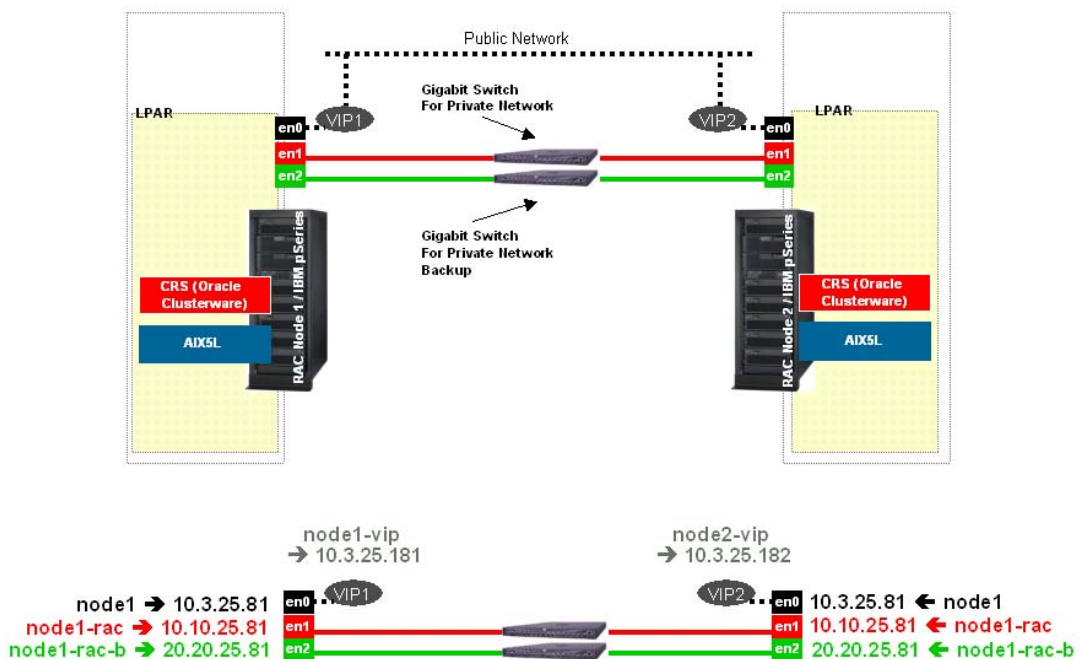 Public Network
Gigabit Switch
For Private Network
LPAR
LPAR
VIP1
VIP2
en0
en0
en1
en1
en2
en2
Gigabit Switch
For Private Network
Backup
RAC Node 1 / IBM pSeries
CRS (Oracle
Clusterware)
AIX5L
RAC Node 2 / IBM pSeries
CRS (Oracle
Clusterware)
AIX5L
node1-vip
➔ 10.3.25.181
node2-vip
➔ 10.3.25.182
VIP1
VIP2
node1 ➔ 10.3.25.81 en0
en0 10.3.25.81 ← node1
node1-rac ➔ 10.10.25.81 en1
en1 10.10.25.81 ← node1-rac
node1-rac-b ➔ 20.20.25.81 en2
en2 20.20.25.81 ← node1-rac-b